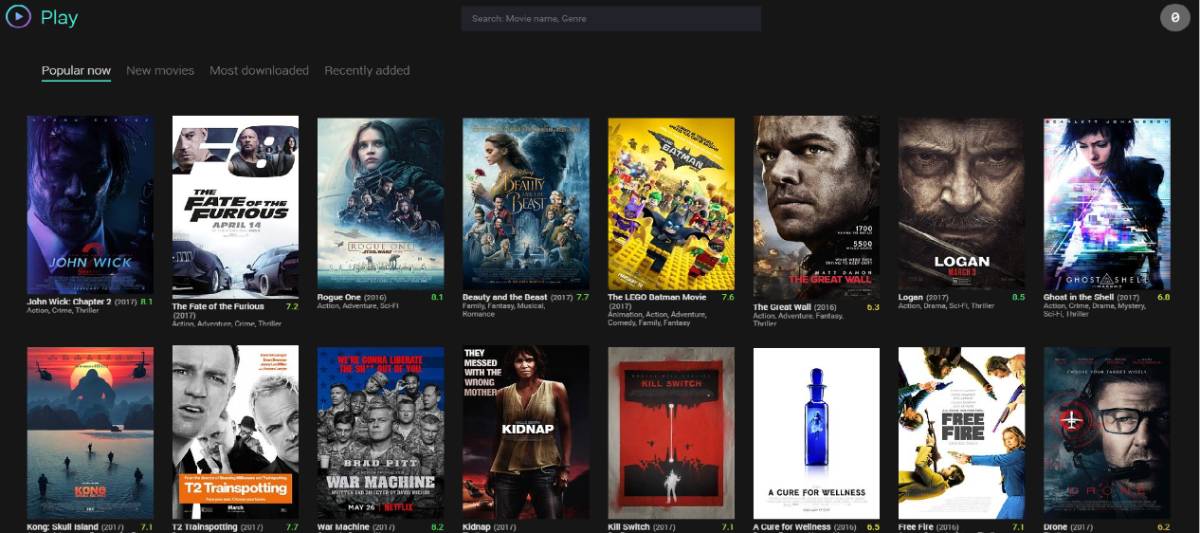 Play
Search: Movie name, Genre
0
Popular now New movies Most downloaded Recently added
JOHN WICK
F8
THE
FATE OF THE
FURIOUS
APRIL 14
ROGUE ONE
STAR WARS
Disney
BEAUTY
AND THE
BEAST
BATMAN
1700
5500
MATT DAMON
THE GREAT WALL
LOGAN
MARCH 3
SCARLETT JOHANSSON
GHOST IN THE SHELL
John Wick: Chapter 2 (2017) 8.1
Action, Crime, Thriller
The Fate of the Furious 7.2
(2017)
Action, Adventure, Crime, Thriller
Rogue One (2016) 8.1
Action, Adventure, Sci-Fi
Beauty and the Beast (2017) 7.7
Family, Fantasy, Musical,
Romance
The LEGO Batman Movie 7.6
(2017)
Animation, Action, Adventure,
Comedy, Family, Fantasy
The Great Wall (2016) 6.3
Action, Adventure, Fantasy,
Thriller
Logan (2017) 8.5
Action, Drama, Sci-Fi, Thriller
Ghost in the Shell (2017) 6.8
Action, Crime, Drama, Mystery,
Sci-Fi, Thriller
KONG
T2 Trainspotting
March
WE'RE GONNA LIBERATE
THE SH** OUT OF YOU.
BRAD PITT
WAR MACHINE
MAY 26 NETFLIX
THEY
MESSED
WITH THE
WRONG
MOTHER
KIDNAP
KILL SWITCH
A CURE FOR WELLNESS
FREE
FIRE
CHOOSE YOUR TARGET WISELY
DRONE
Kong: Skull Island (2017) 7.1
T2 Trainspotting (2017) 7.7
War Machine (2017) 8.2
Kidnap (2017)
Kill Switch (2017) 7.1
A Cure for Wellness (2016) 6.5
Free Fire (2016) 7.1
Drone (2017) 6.2